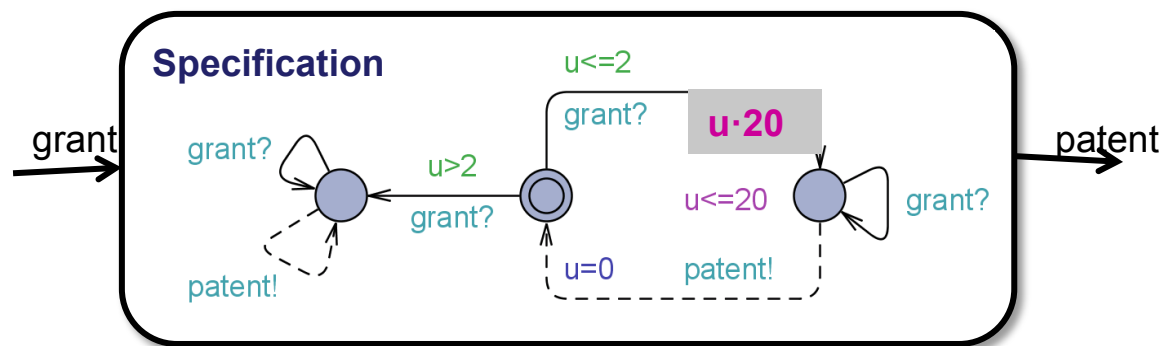 Specification
u<=2
grant?
u·20
grant
patent
grant?
u>2
grant?
u<=20
grant?
patent!
u=0
patent!